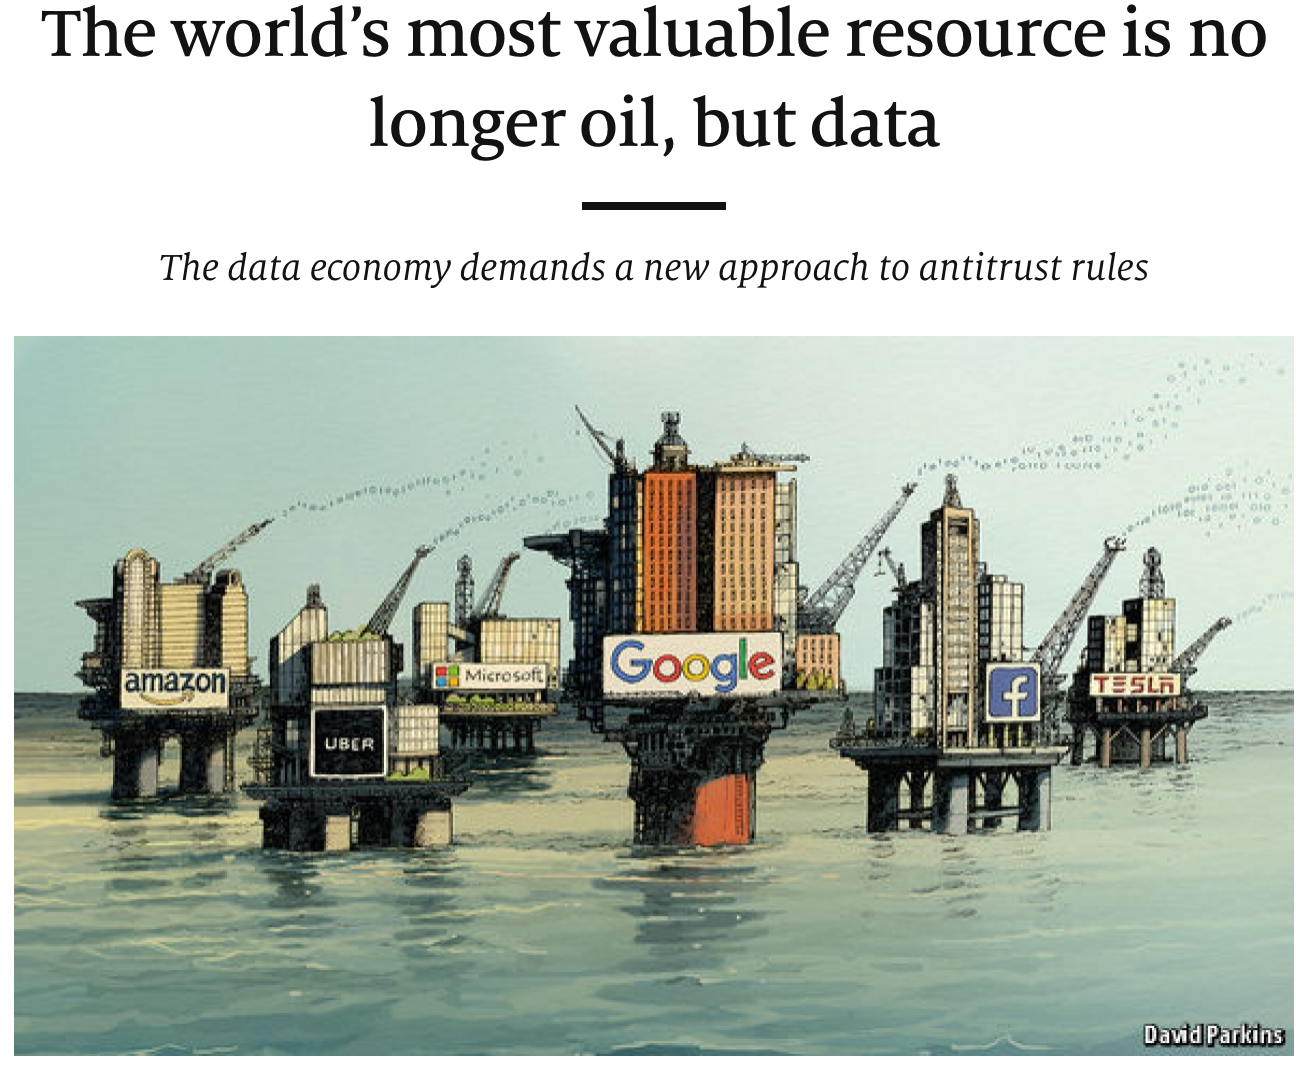 The world’s most valuable resource is no
longer oil, but data
The data economy demands a new approach to antitrust rules
amazon
UBER
Microsoft
Google
f
TESLA
David Parkins